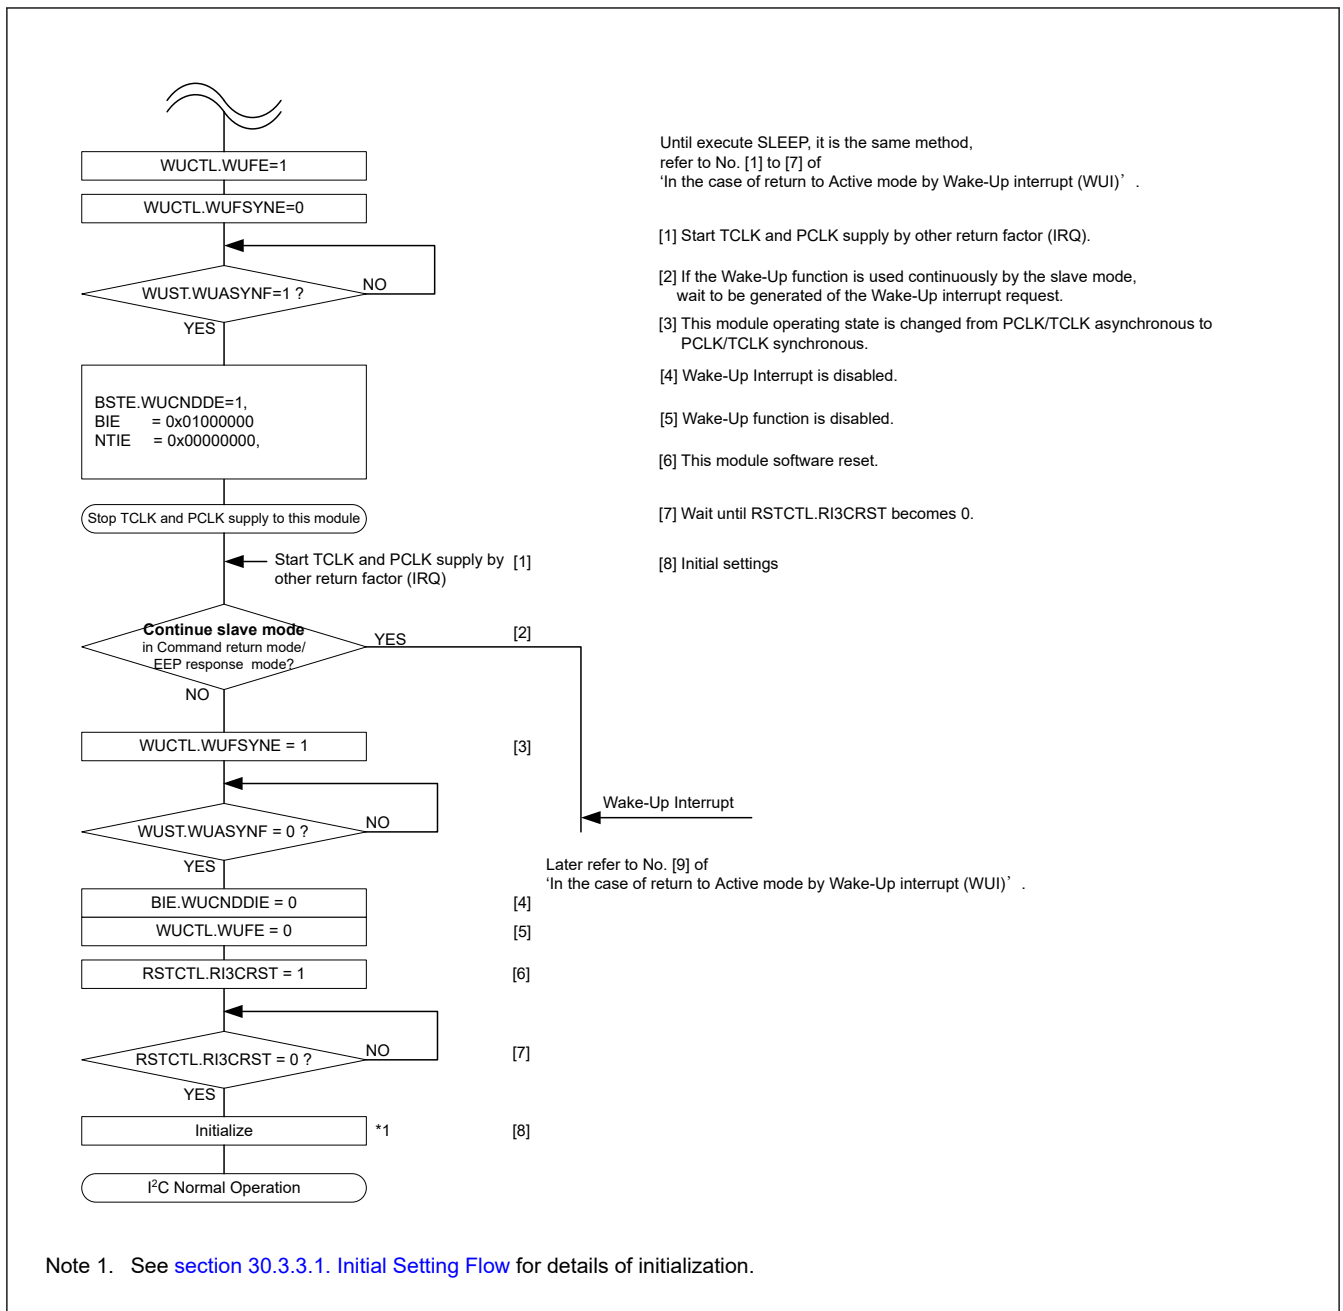 WUCTL.WUFE=1
WUCTL.WUFSYNE=0
WUST.WUASYNF=1 ?
NO
YES
BSTE.WUCNDDE=1,
BIE = 0x01000000
NTIE = 0x00000000,
Stop TCLK and PCLK supply to this module
Start TCLK and PCLK supply by [1]
other return factor (IRQ)
Continue slave mode
in Command return mode/
EEP response mode?
YES
[2]
NO
WUCTL.WUFSYNE = 1
[3]
WUST.WUASYNF = 0 ?
NO
YES
Wake-Up Interrupt
Later refer to No. [9] of
‘In the case of return to Active mode by Wake-Up interrupt (WUI)’ .
BIE.WUCNDDIE = 0
[4]
WUCTL.WUFE = 0
[5]
RSTCTL.RI3CRST = 1
[6]
RSTCTL.RI3CRST = 0 ?
NO
[7]
YES
Initialize
*1
[8]
I²C Normal Operation
Until execute SLEEP, it is the same method,
refer to No. [1] to [7] of
‘In the case of return to Active mode by Wake-Up interrupt (WUI)’ .
[1] Start TCLK and PCLK supply by other return factor (IRQ).
[2] If the Wake-Up function is used continuously by the slave mode,
wait to be generated of the Wake-Up interrupt request.
[3] This module operating state is changed from PCLK/TCLK asynchronous to
PCLK/TCLK synchronous.
[4] Wake-Up Interrupt is disabled.
[5] Wake-Up function is disabled.
[6] This module software reset.
[7] Wait until RSTCTL.RI3CRST becomes 0.
[8] Initial settings
Note 1. See section 30.3.3.1. Initial Setting Flow for details of initialization.